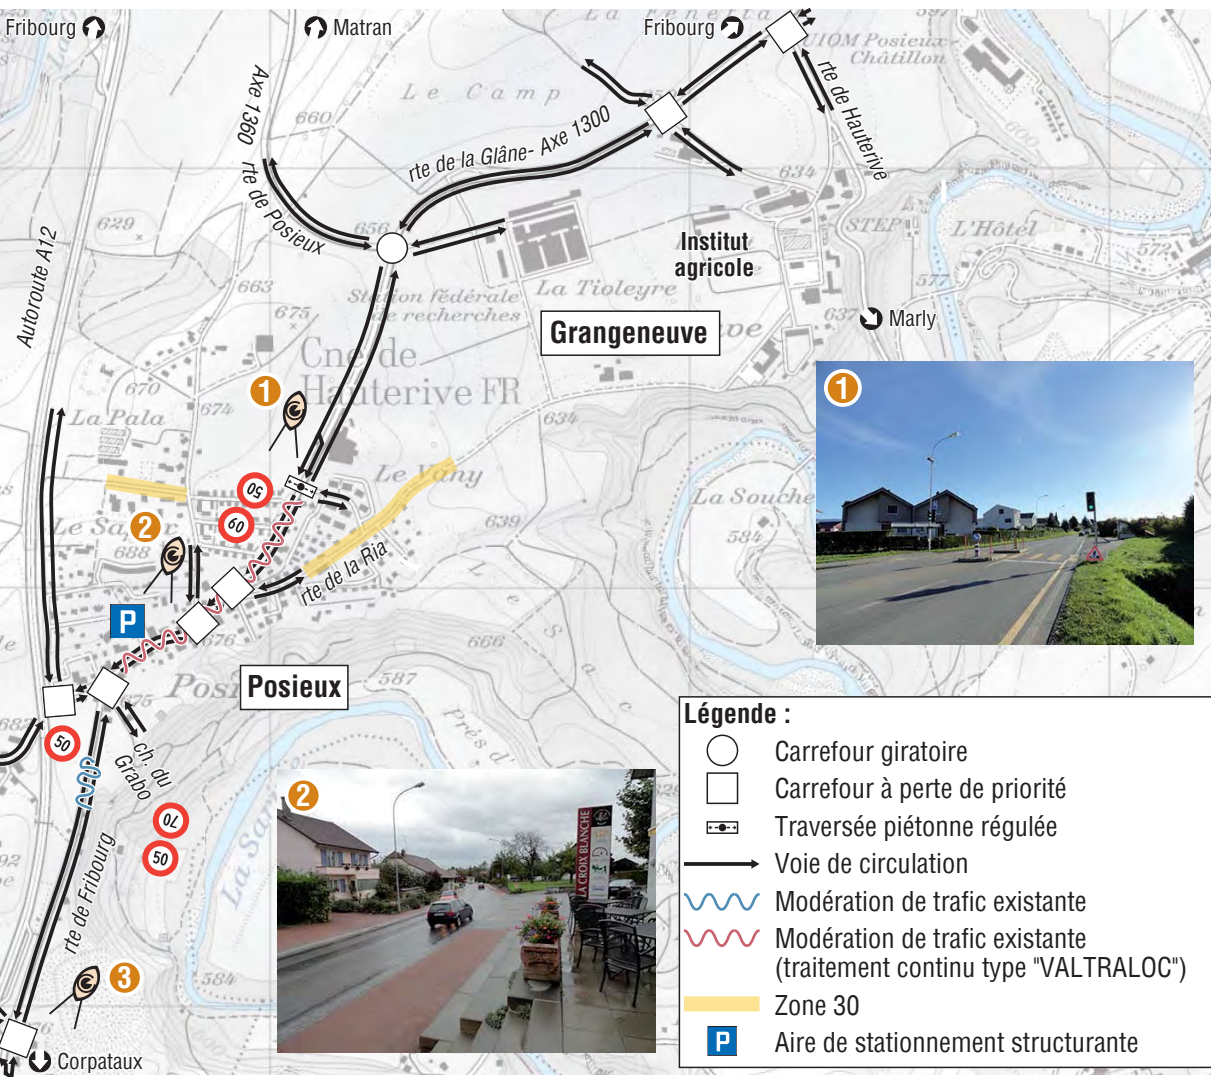 Fribourg
Matran
Fribourg
La Fenetta
UIOM Posieux-
Châtillon
Le Camp
Axe 1360
rte de Posieux
rte de la Glâne- Axe 1300
rte de Hauterive
660
634
629
656
663
675
STEP
L'Hôtel
572
577
Institut
agricole
Autoroute A12
Station fédérale
de recherches
La Tioleyre
637
Marly
Grangeneuve
Cne de
Hauterive FR
1
1
670
674
634
La Pala
Le Vany
La Souche
50
60
2
688
639
584
rte de la Ria
P
676
666
Posieux
587
675
50
ch. du
Grabo
70
50
rte de Fribourg
2
LA CROIX BLANCHE
3
584
Corpataux
Légende :
Carrefour giratoire
Carrefour à perte de priorité
Traversée piétonne régulée
Voie de circulation
Modération de trafic existante
Modération de trafic existante
(traitement continu type "VALTRALOC")
Zone 30
P Aire de stationnement structurante